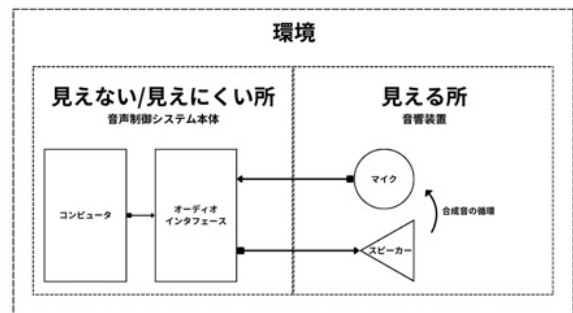 環境
見えない/見えにくい所
音声制御システム本体
見える所
音響装置
コンピュータ
オーディオ
インタフェース
マイク
スピーカー
合成音の循環